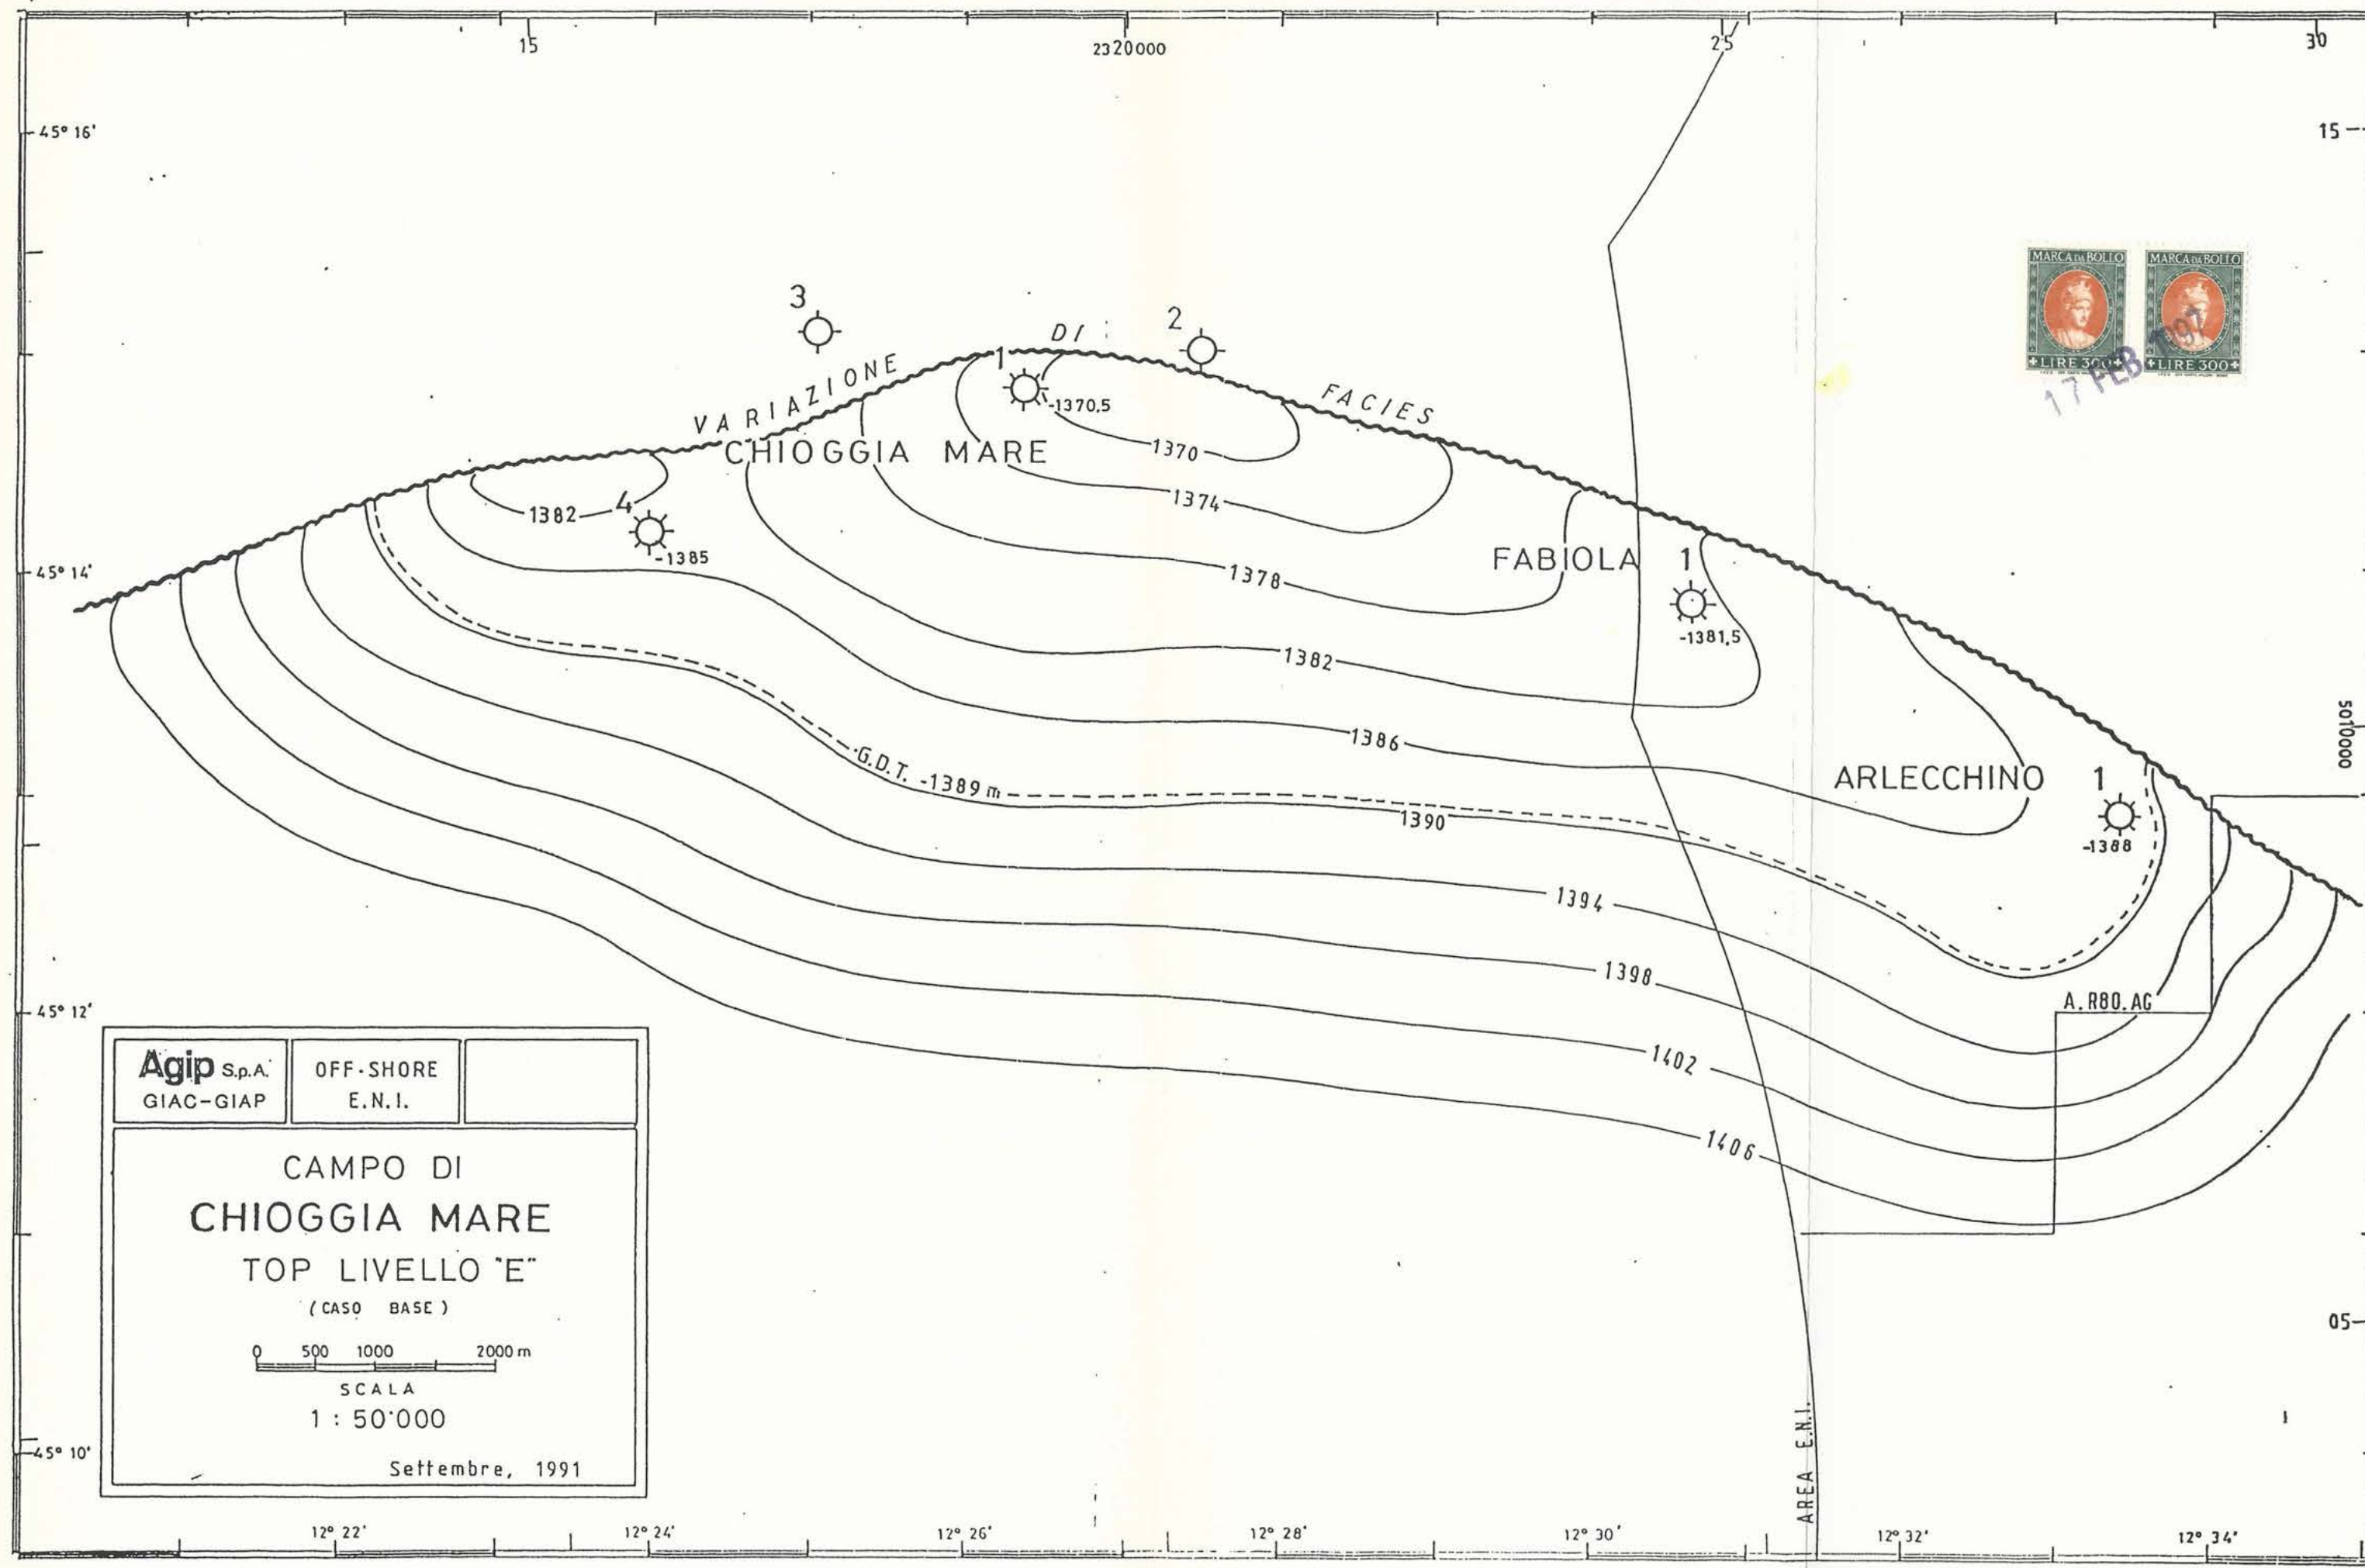 15
2320000
25
30
45° 16'
15
MARCA DA BOLLO
MARCA DA BOLLO
LIRE 300
LIRE 300
17 FEB 1997
3
2
1
VARIAZIONE DI FACIES
-1370,5
CHIOGGIA MARE
1370
1374
1382
4
-1385
45° 14'
1378
FABIOLA 1
-1381,5
1382
1386
G.D.T. -1389 m
1390
ARLECCHINO 1
-1388
5010000
1394
1398
A.R80.AG
45° 12'
1402
1406
Agip S.p.A.
GIAC-GIAP
OFF-SHORE
E.N.I.
CAMPO DI
CHIOGGIA MARE
TOP LIVELLO "E"
(CASO BASE)
0 500 1000 2000 m
SCALA
1 : 50'000
Settembre, 1991
05
45° 10'
AREA E.N.I.
12° 22'
12° 24'
12° 26'
12° 28'
12° 30'
12° 32'
12° 34'